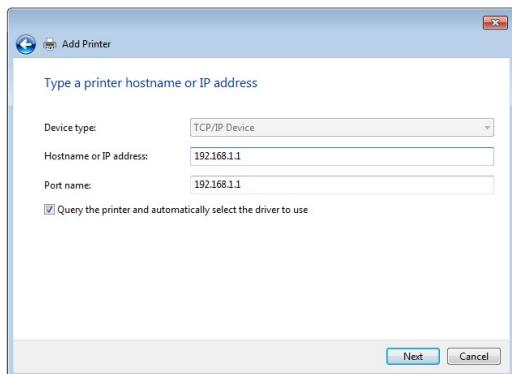 Add Printer
Type a printer hostname or IP address
Device type: TCP/IP Device
Hostname or IP address: 192.168.1.1
Port name: 192.168.1.1
Query the printer and automatically select the driver to use
Next Cancel